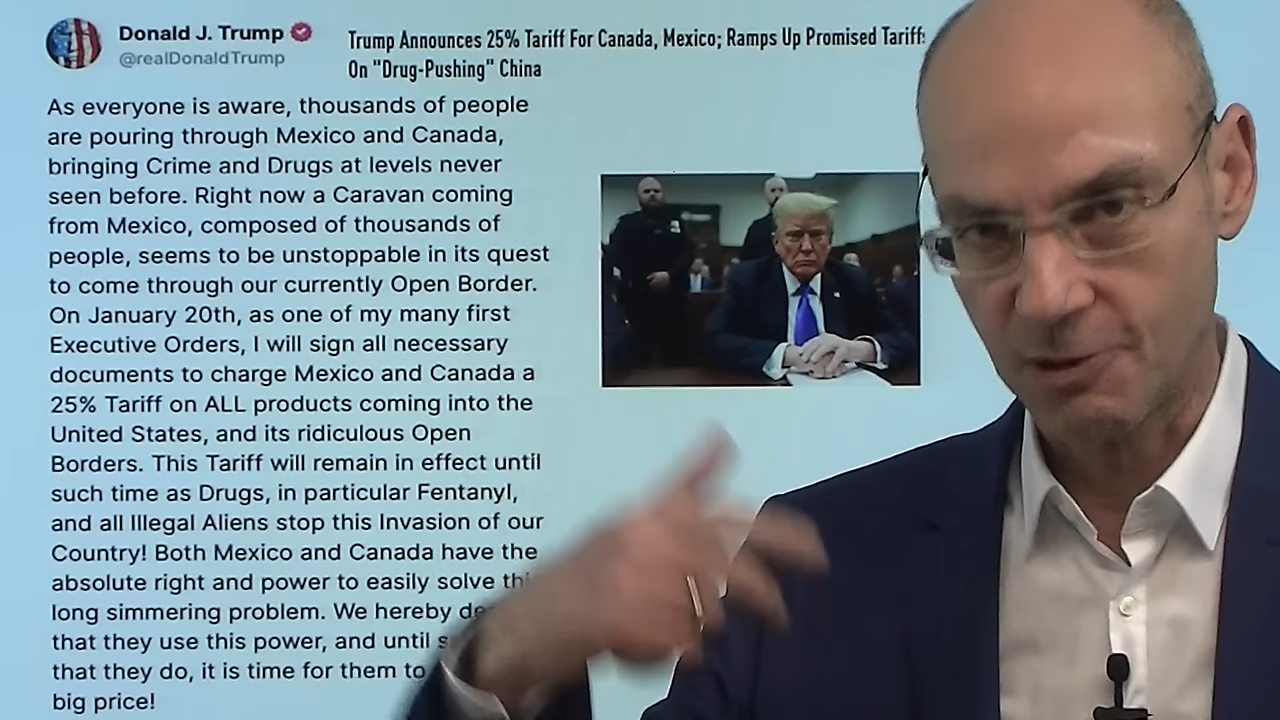 Donald J. Trump
@realDonaldTrump
Trump Announces 25% Tariff For Canada, Mexico; Ramps Up Promised Tariffs
On "Drug-Pushing" China
As everyone is aware, thousands of people
are pouring through Mexico and Canada,
bringing Crime and Drugs at levels never
seen before. Right now a Caravan coming
from Mexico, composed of thousands of
people, seems to be unstoppable in its quest
to come through our currently Open Border.
On January 20th, as one of my many first
Executive Orders, I will sign all necessary
documents to charge Mexico and Canada a
25% Tariff on ALL products coming into the
United States, and its ridiculous Open
Borders. This Tariff will remain in effect until
such time as Drugs, in particular Fentanyl,
and all Illegal Aliens stop this Invasion of our
Country! Both Mexico and Canada have the
absolute right and power to easily solve
long simmering problem. We hereby
that they use this power, and until
that they do, it is time for them to
big price!